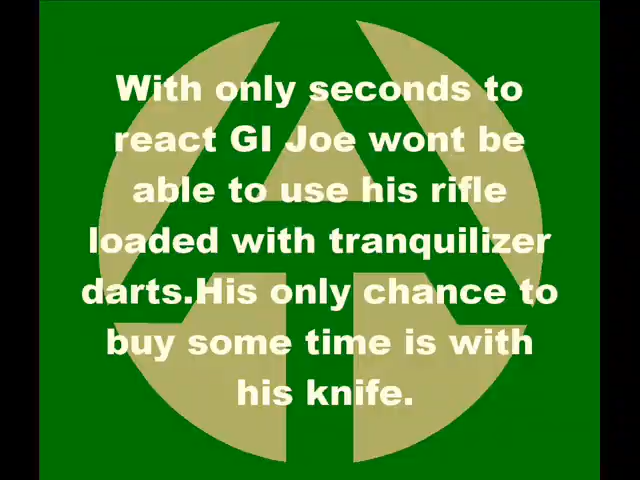 With only seconds to
react GI Joe wont be
able to use his rifle
loaded with tranquilizer
darts.His only chance to
buy some time is with
his knife.